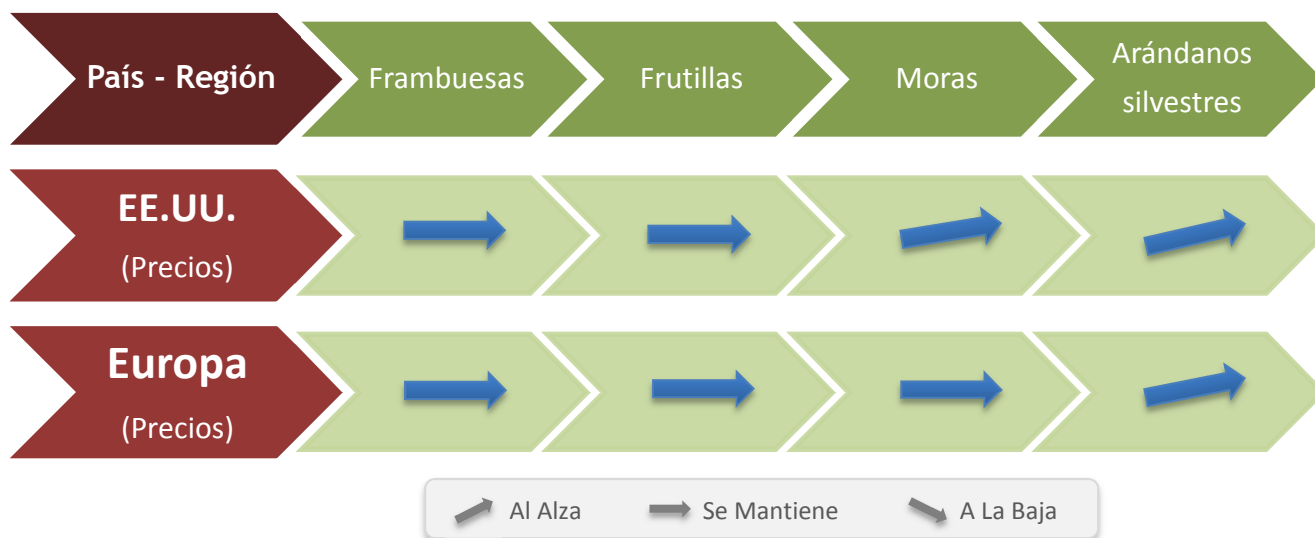 País - Región
Frambuesas
Frutillas
Moras
Arándanos
silvestres
EE.UU.
(Precios)
Europa
(Precios)
Al Alza
Se Mantiene
A La Baja